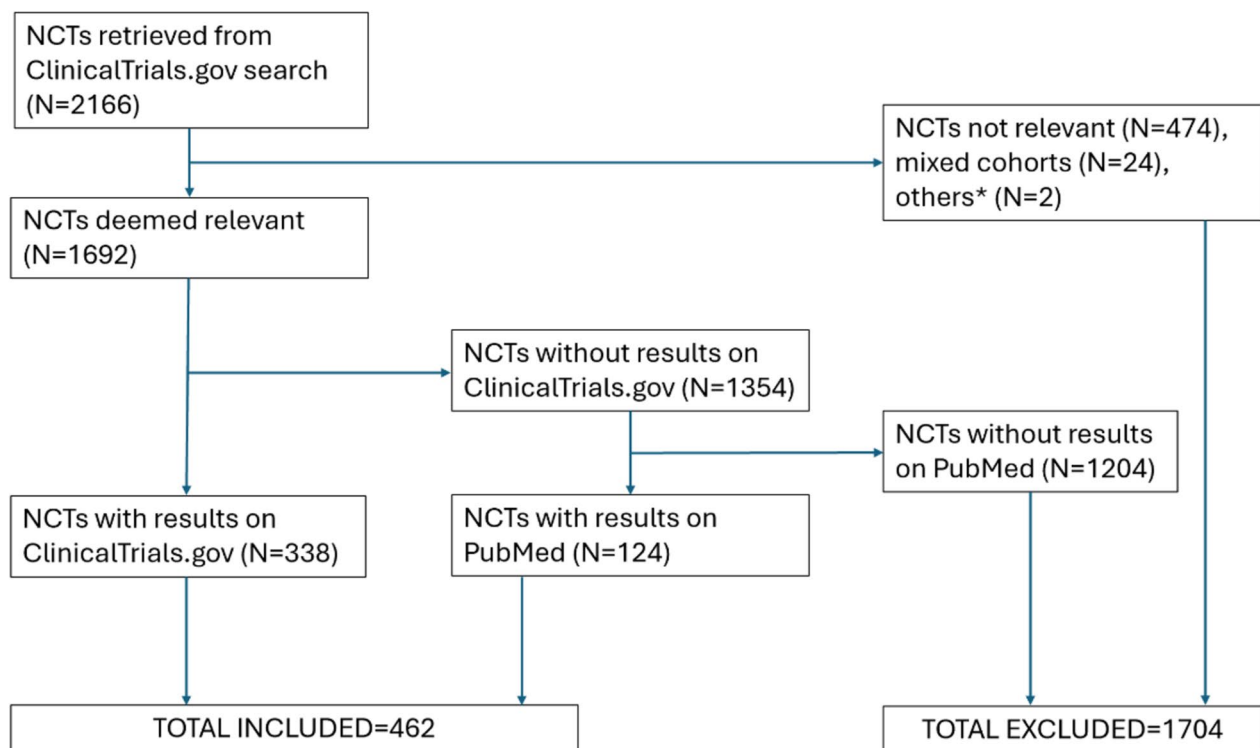 NCTs retrieved from
ClinicalTrials.gov search
(N=2166)
NCTs not relevant (N=474),
mixed cohorts (N=24),
others* (N=2)
NCTs deemed relevant
(N=1692)
NCTs without results on
ClinicalTrials.gov (N=1354)
NCTs without results
on PubMed (N=1204)
NCTs with results on
ClinicalTrials.gov (N=338)
NCTs with results on
PubMed (N=124)
TOTAL INCLUDED=462
TOTAL EXCLUDED=1704